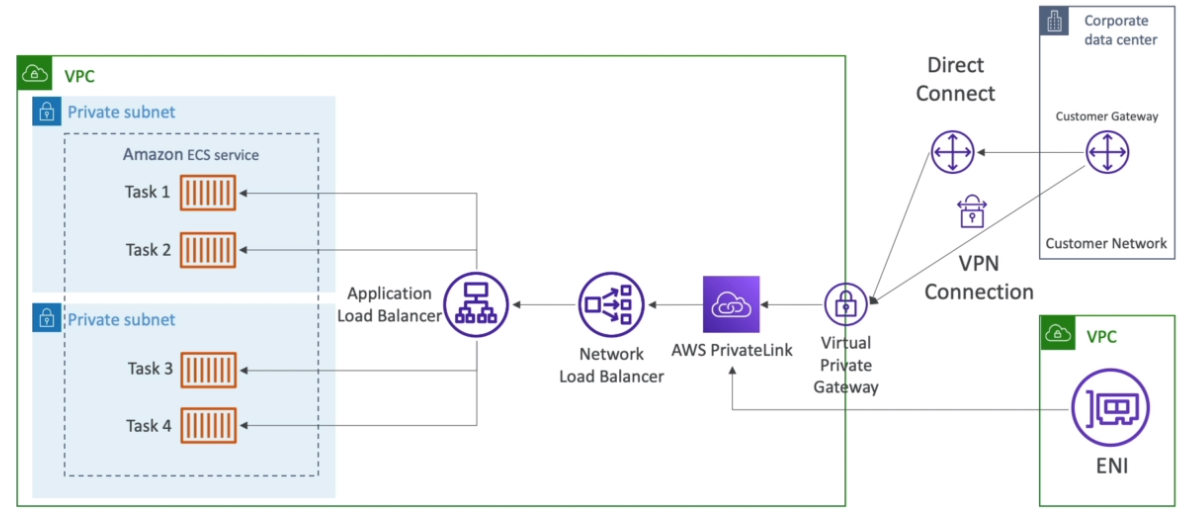 Corporate
data center
VPC
Direct
Connect
Private subnet
Customer Gateway
Amazon ECS service
Task 1
Task 2
Customer Network
VPN
Connection
Application
Load Balancer
Private subnet
Network
Load Balancer
AWS PrivateLink
Virtual
Private
Gateway
VPC
Task 3
Task 4
ENI